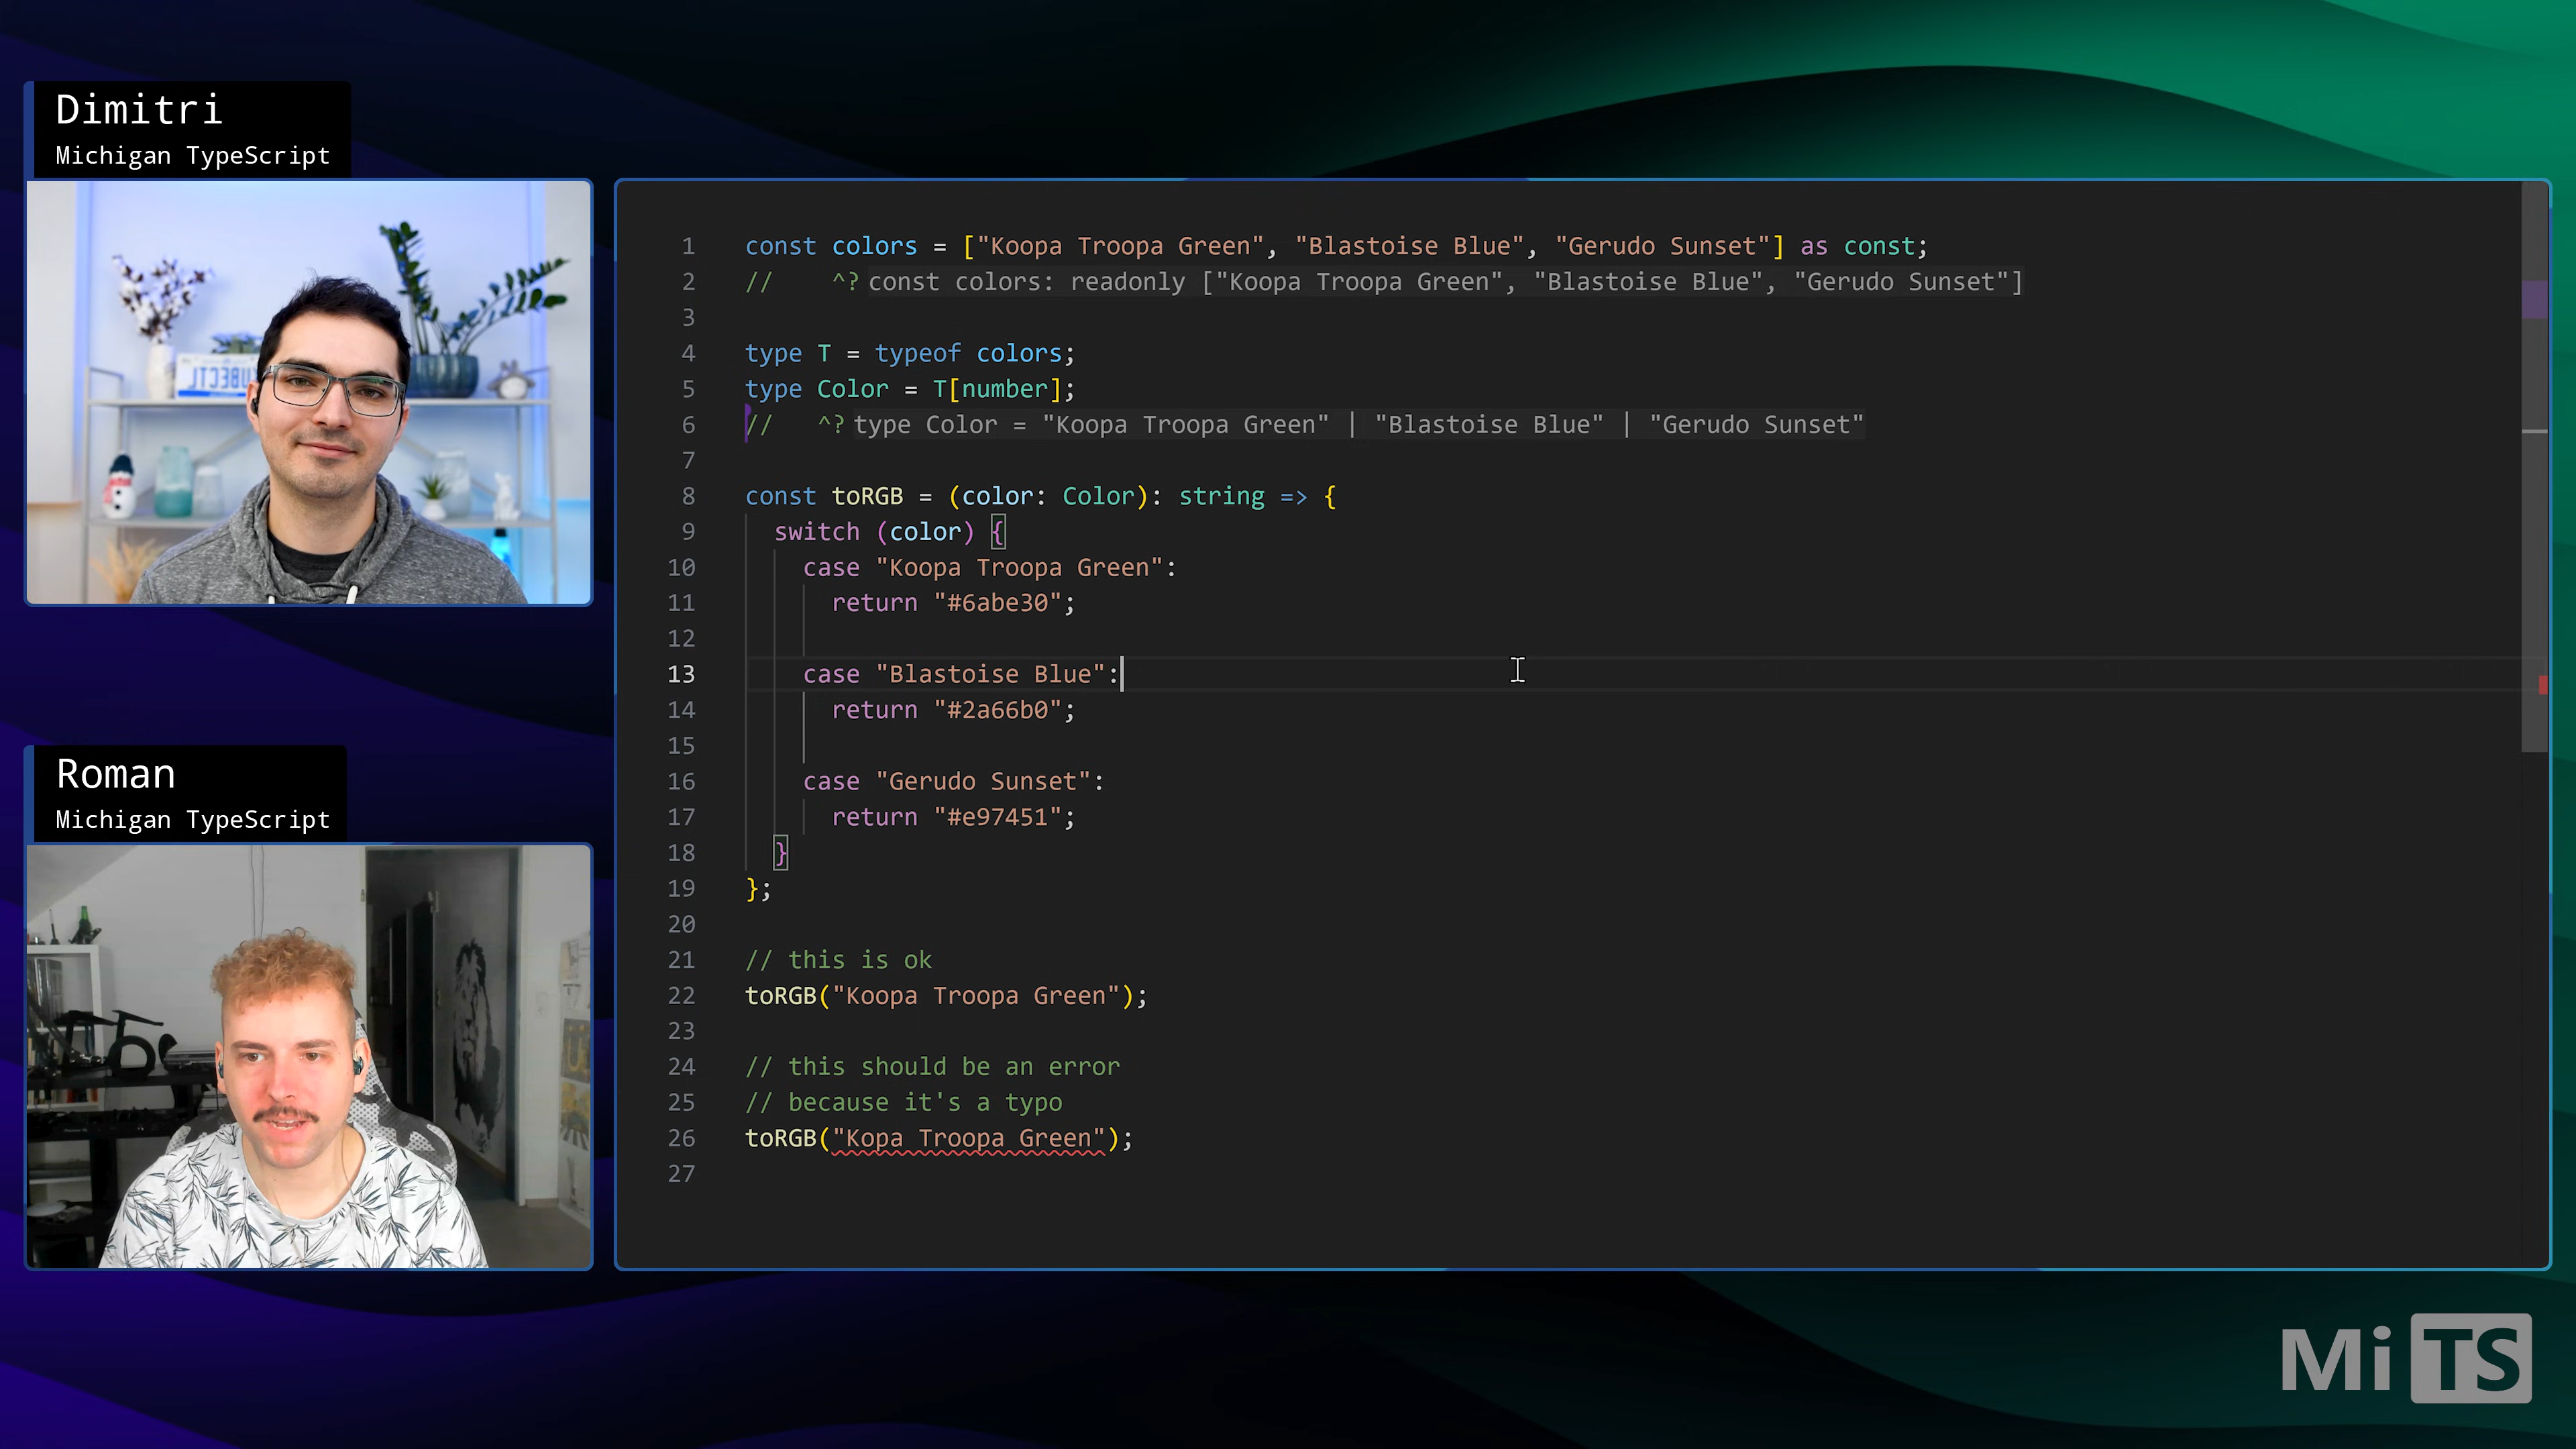 Dimitri
Michigan TypeScript
KUBECTL
Roman
Michigan TypeScript
1 const colors = ["Koopa Troopa Green", "Blastoise Blue", "Gerudo Sunset"] as const;
2 //    ^? const colors: readonly ["Koopa Troopa Green", "Blastoise Blue", "Gerudo Sunset"]
3
4 type T = typeof colors;
5 type Color = T[number];
6 //   ^? type Color = "Koopa Troopa Green" | "Blastoise Blue" | "Gerudo Sunset"
7
8 const toRGB = (color: Color): string => {
9   switch (color) {
10     case "Koopa Troopa Green":
11       return "#6abe30";
12
13     case "Blastoise Blue":
14       return "#2a66b0";
15
16     case "Gerudo Sunset":
17       return "#e97451";
18   }
19 };
20
21 // this is ok
22 toRGB("Koopa Troopa Green");
23
24 // this should be an error
25 // because it's a typo
26 toRGB("Kopa Troopa Green");
27
Mi TS